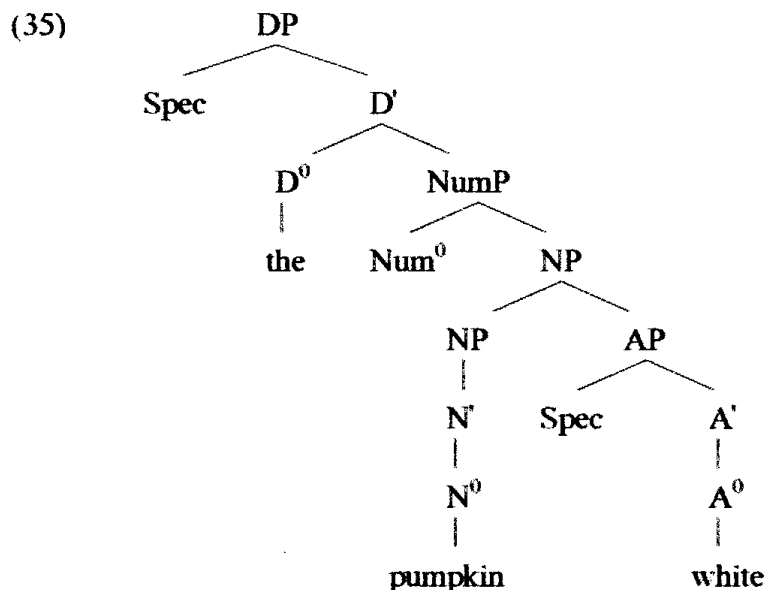 (35) DP
Spec D'
D⁰ NumP
the Num⁰ NP
NP AP
N' Spec A'
N⁰ A⁰
pumpkin white